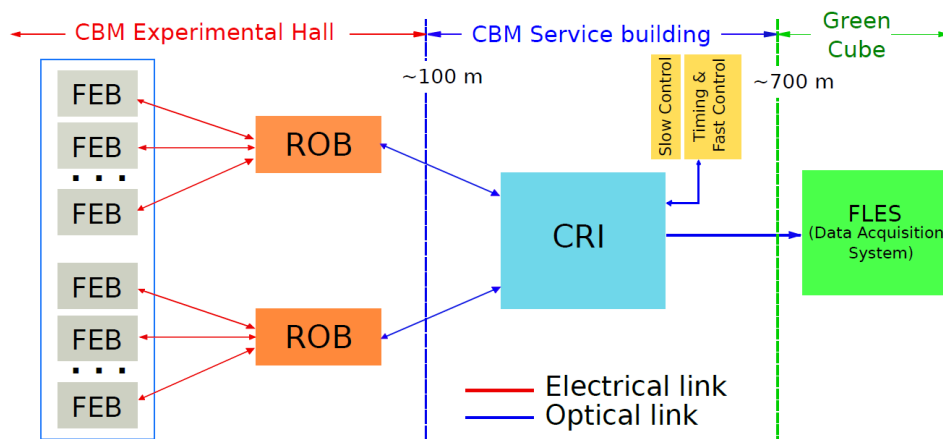 CBM Experimental Hall
CBM Service building
Green
Cube
~100 m
~700 m
FEB
FEB
. . .
FEB
FEB
FEB
. . .
FEB
ROB
ROB
CRI
Slow Control
Timing &
Fast Control
FLES
(Data Acquisition
System)
Electrical link
Optical link